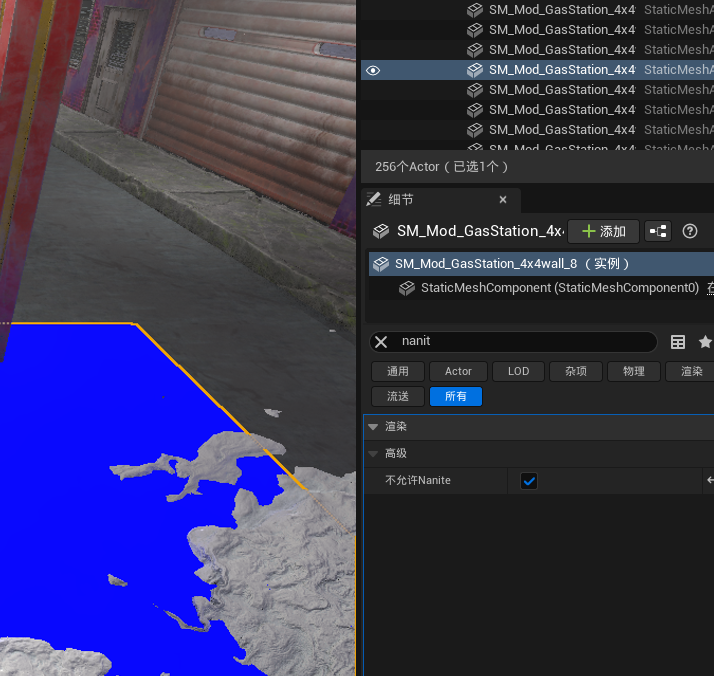 SM_Mod_GasStation_4x4 StaticMeshA
SM_Mod_GasStation_4x4 StaticMeshA
SM_Mod_GasStation_4x4 StaticMeshA
SM_Mod_GasStation_4x4 StaticMeshA
SM_Mod_GasStation_4x4 StaticMeshA
SM_Mod_GasStation_4x4 StaticMeshA
SM_Mod_GasStation_4x4 StaticMeshA
SM_Mod_GasStation_4x4 StaticMeshA
256个Actor（已选1个）
细节
SM_Mod_GasStation_4x 添加
SM_Mod_GasStation_4x4wall_8 （实例）
StaticMeshComponent (StaticMeshComponent0) 在
nanit
通用 Actor LOD 杂项 物理 渲染
流送 所有
渲染
高级
不允许Nanite